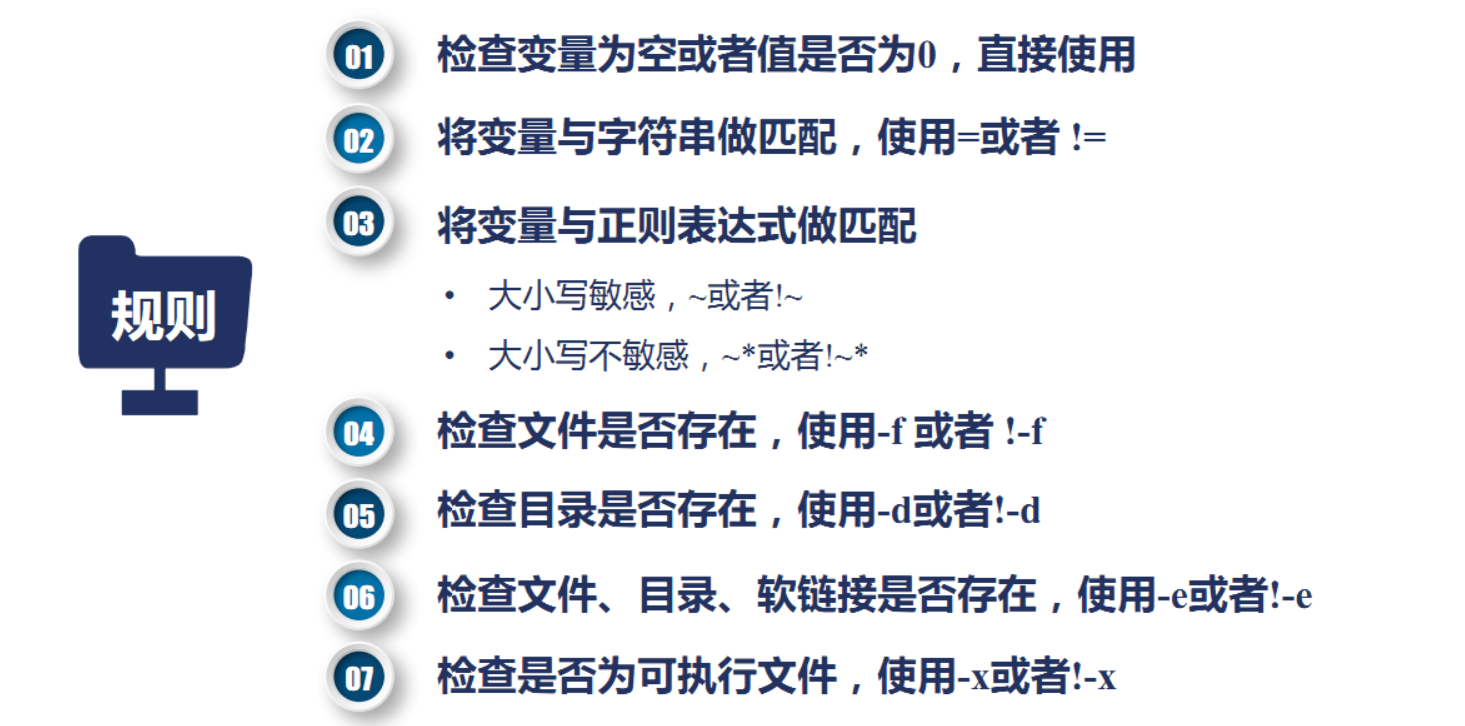 规则
01 检查变量为空或者值是否为0，直接使用
02 将变量与字符串做匹配，使用=或者 !=
03 将变量与正则表达式做匹配
• 大小写敏感，~或者!~
• 大小写不敏感，~*或者!~*
04 检查文件是否存在，使用-f 或者 !-f
05 检查目录是否存在，使用-d或者!-d
06 检查文件、目录、软链接是否存在，使用-e或者!-e
07 检查是否为可执行文件，使用-x或者!-x